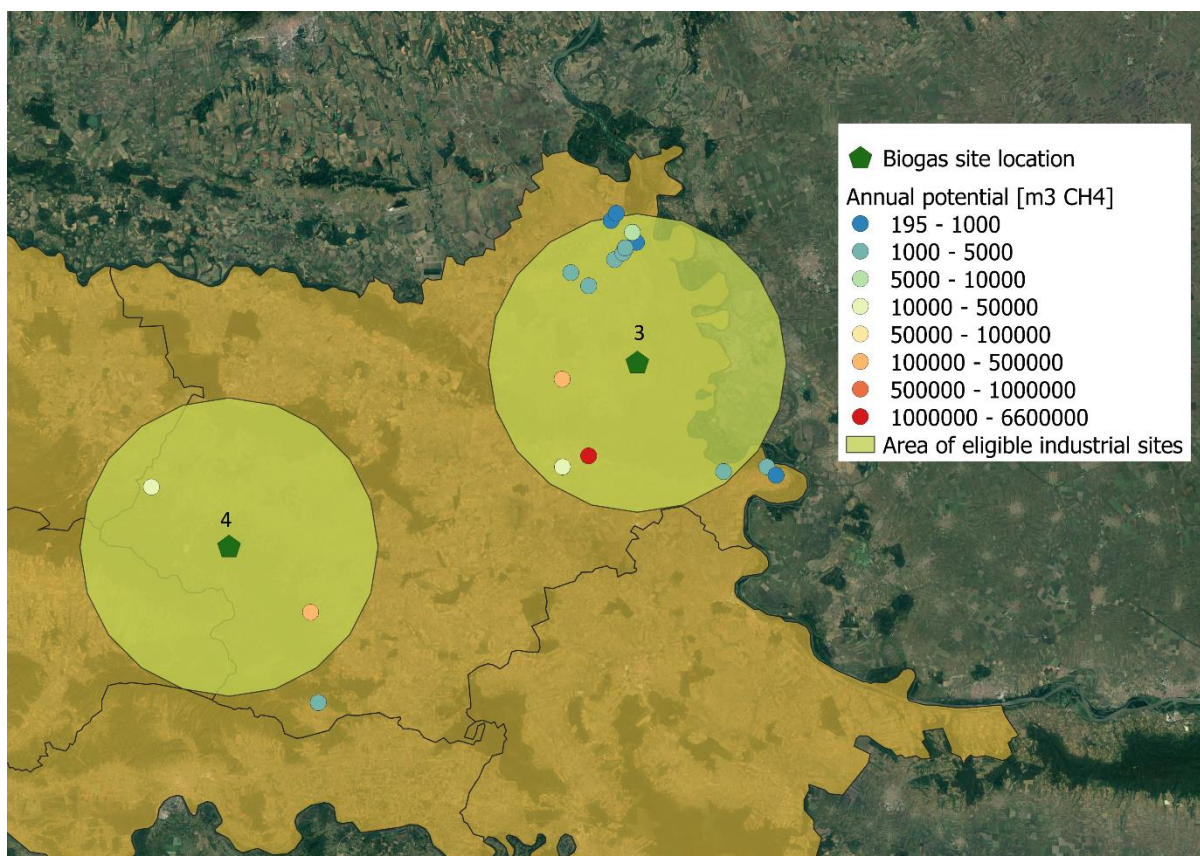 Biogas site location
Annual potential [m3 CH4]
195 - 1000
1000 - 5000
5000 - 10000
10000 - 50000
50000 - 100000
100000 - 500000
500000 - 1000000
1000000 - 6600000
Area of eligible industrial sites
3
4